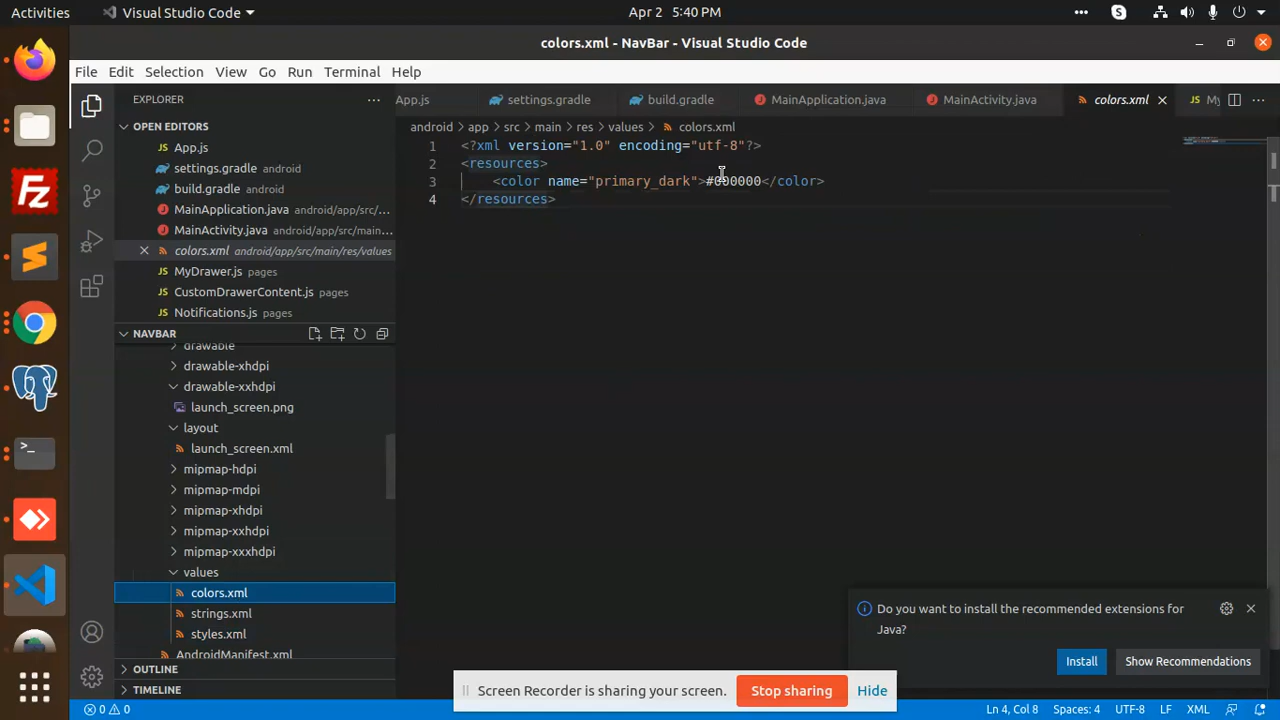 Activities
Visual Studio Code
Apr 2 5:40 PM
colors.xml - NavBar - Visual Studio Code
File Edit Selection View Go Run Terminal Help
EXPLORER
OPEN EDITORS
JS App.js
settings.gradle android
build.gradle android
MainApplication.java android/app/src/...
MainActivity.java android/app/src/main...
colors.xml android/app/src/main/res/values
JS MyDrawer.js pages
JS CustomDrawerContent.js pages
JS Notifications.js pages
NAVBAR
drawable
drawable-xhdpi
drawable-xxhdpi
launch_screen.png
layout
launch_screen.xml
mipmap-hdpi
mipmap-mdpi
mipmap-xhdpi
mipmap-xxhdpi
mipmap-xxxhdpi
values
colors.xml
strings.xml
styles.xml
AndroidManifest.xml
OUTLINE
TIMELINE
App.js settings.gradle build.gradle MainApplication.java MainActivity.java colors.xml JS My
android > app > src > main > res > values > colors.xml
1 <?xml version="1.0" encoding="utf-8"?>
2 <resources>
3 <color name="primary_dark">#000000</color>
4 </resources>
Do you want to install the recommended extensions for
Java?
Install
Show Recommendations
Screen Recorder is sharing your screen.
Stop sharing
Hide
0 0
Ln 4, Col 8 Spaces: 4 UTF-8 LF XML